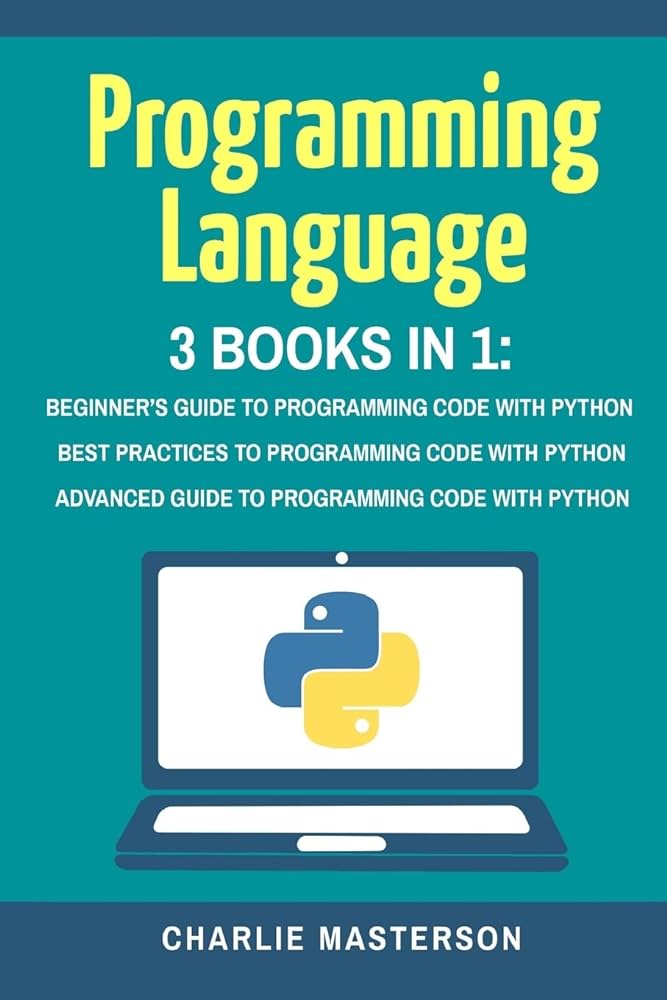 Programming
Language
3 BOOKS IN 1:
BEGINNER’S GUIDE TO PROGRAMMING CODE WITH PYTHON
BEST PRACTICES TO PROGRAMMING CODE WITH PYTHON
ADVANCED GUIDE TO PROGRAMMING CODE WITH PYTHON
CHARLIE MASTERSON